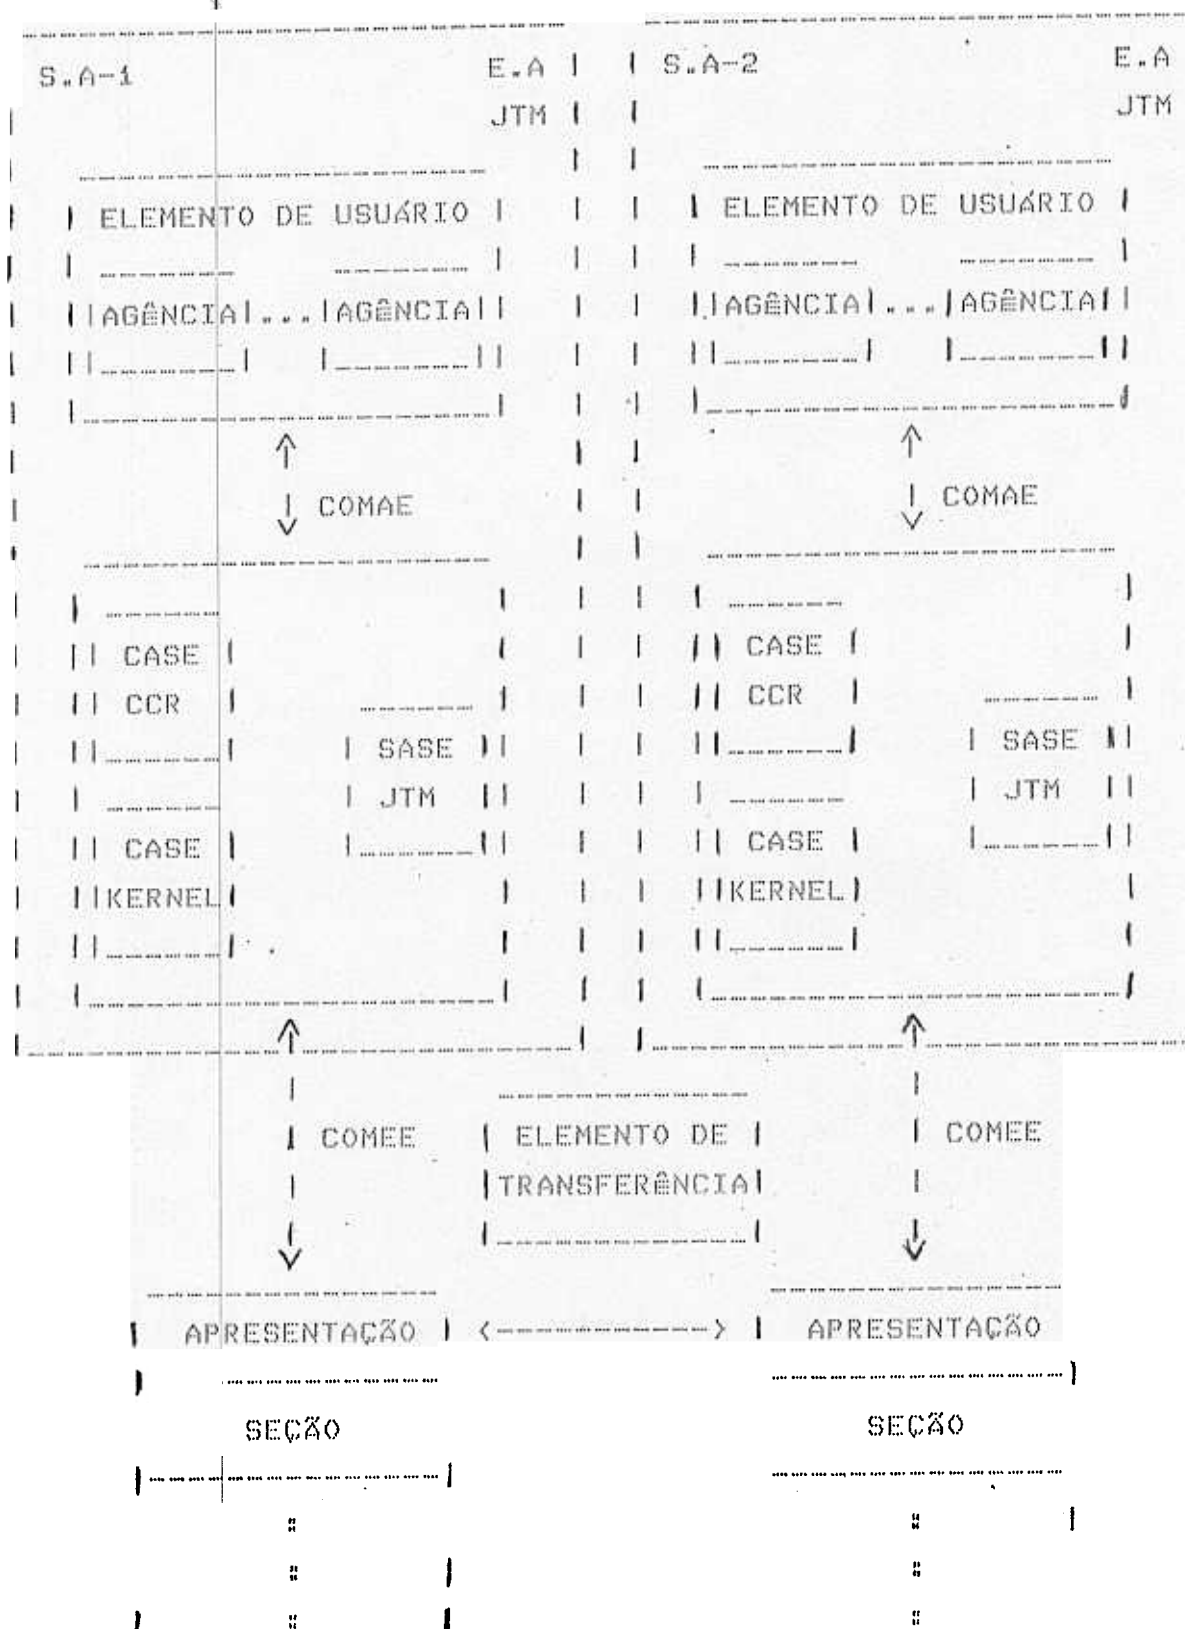 S.A-1 E.A
JTM
ELEMENTO DE USUÁRIO
AGÊNCIA ... AGÊNCIA
COMAE
CASE
CCR
SASE
JTM
CASE
KERNEL
S.A-2 E.A
JTM
ELEMENTO DE USUÁRIO
AGÊNCIA ... AGÊNCIA
COMAE
CASE
CCR
SASE
JTM
CASE
KERNEL
COMEE
ELEMENTO DE
TRANSFERÊNCIA
COMEE
APRESENTAÇÃO
APRESENTAÇÃO
SEÇÃO
SEÇÃO